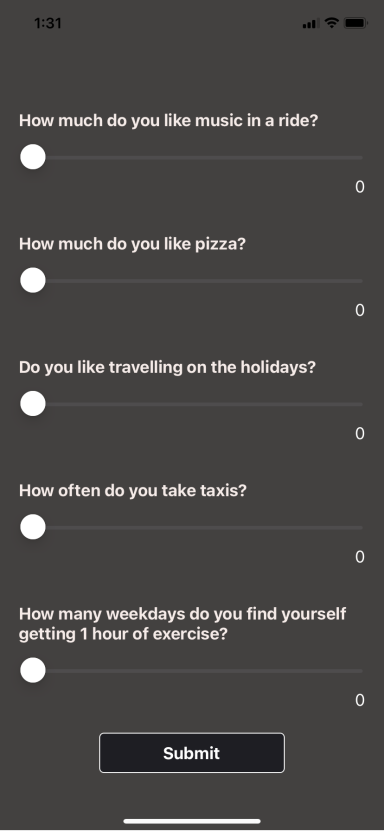 1:31
How much do you like music in a ride?
0
How much do you like pizza?
0
Do you like travelling on the holidays?
0
How often do you take taxis?
0
How many weekdays do you find yourself
getting 1 hour of exercise?
0
Submit